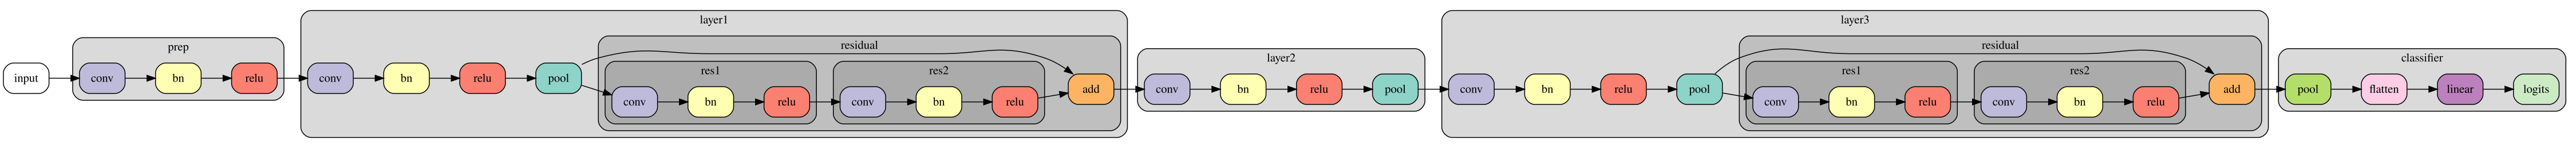 input
prep
conv
bn
relu
layer1
conv
bn
relu
pool
residual
res1
conv
bn
relu
res2
conv
bn
relu
add
layer2
conv
bn
relu
pool
layer3
conv
bn
relu
pool
residual
res1
conv
bn
relu
res2
conv
bn
relu
add
classifier
pool
flatten
linear
logits